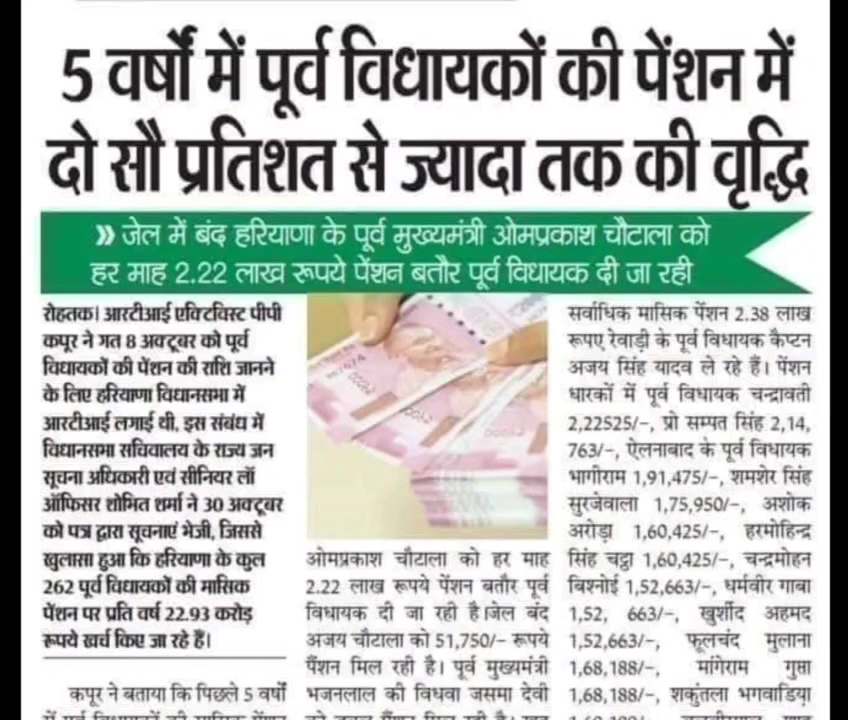 5 वर्षों में पूर्व विधायकों की पेंशन में
दो सौ प्रतिशत से ज्यादा तक की वृद्धि
» जेल में बंद हरियाणा के पूर्व मुख्यमंत्री ओमप्रकाश चौटाला को
हर माह 2.22 लाख रूपये पेंशन बतौर पूर्व विधायक दी जा रही
रोहतक। आरटीआई एक्टिविस्ट पीपी
कपूर ने गत 8 अक्टूबर को पूर्व
विधायकों की पेंशन की राशि जानने
के लिए हरियाणा विधानसभा में
आरटीआई लगाई थी, इस संबंध में
विधानसभा सचिवालय के राज्य जन
सूचना अधिकारी एवं सीनियर लॉ
ऑफिसर शोमित शर्मा ने 30 अक्टूबर
को पत्र द्वारा सूचनाएं भेजी, जिससे
खुलासा हुआ कि हरियाणा के कुल
262 पूर्व विधायकों की मासिक
पेंशन पर प्रति वर्ष 22.93 करोड़
रूपये खर्च किए जा रहे हैं।
कपूर ने बताया कि पिछले 5 वर्षों
ओमप्रकाश चौटाला को हर माह
2.22 लाख रूपये पेंशन बतौर पूर्व
विधायक दी जा रही है।जेल बंद
अजय चौटाला को 51,750/- रूपये
पैंशन मिल रही है। पूर्व मुख्यमंत्री
भजनलाल की विधवा जसमा देवी
सर्वाधिक मासिक पेंशन 2.38 लाख
रूपए रेवाड़ी के पूर्व विधायक कैप्टन
अजय सिंह यादव ले रहे हैं। पेंशन
धारकों में पूर्व विधायक चन्द्रावती
2,22525/-, प्रो सम्पत सिंह 2,14,
763/-, ऐलनाबाद के पूर्व विधायक
भागीराम 1,91,475/-, शमशेर सिंह
सुरजेवाला 1,75,950/-, अशोक
अरोड़ा 1,60,425/-, हरमोहिन्द्र
सिंह चट्ठा 1,60,425/-, चन्द्रमोहन
बिश्नोई 1,52,663/-, धर्मवीर गाबा
1,52, 663/-, खुर्शीद अहमद
1,52,663/-, फूलचंद मुलाना
1,68,188/-, मांगेराम गुप्ता
1,68,188/-, शकुंतला भगवाडिया